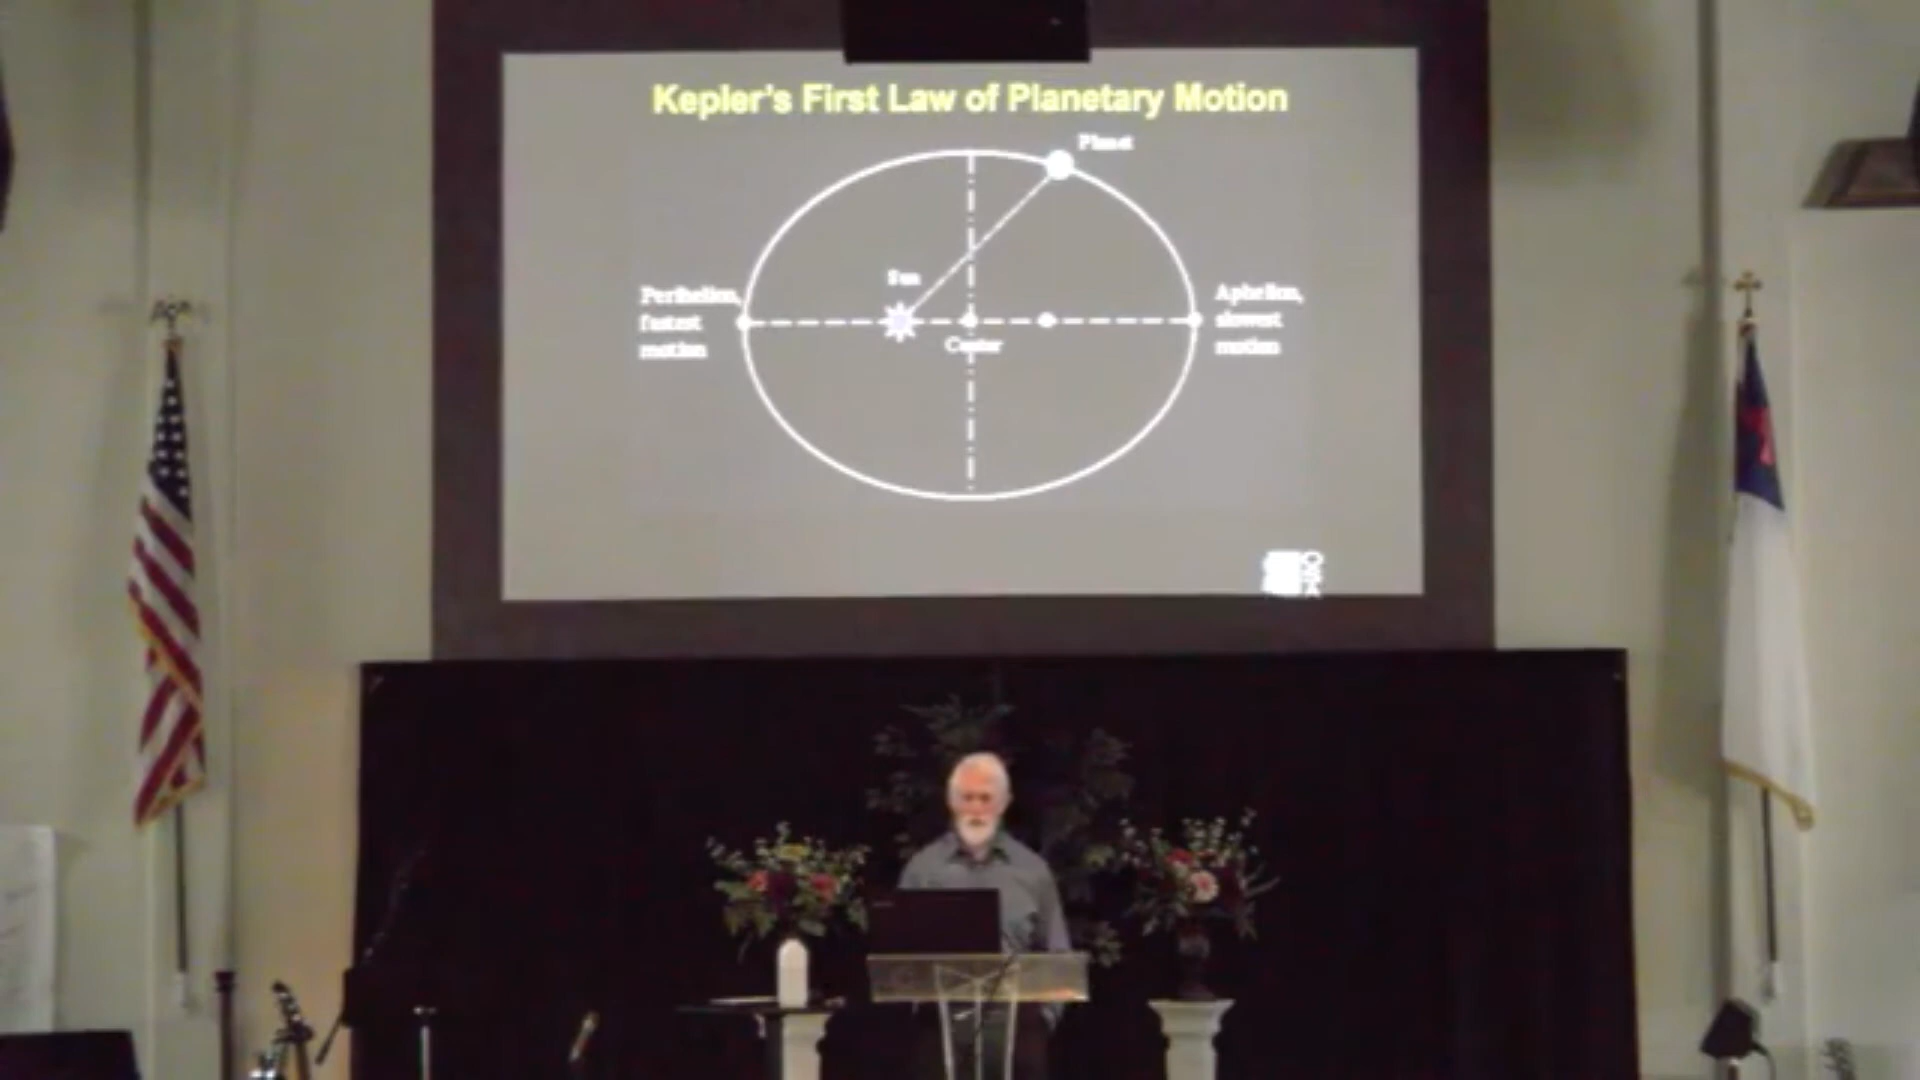 Kepler's First Law of Planetary Motion
Planet
Sun
Perihelion,
fastest
motion
Aphelion,
slowest
motion
Center